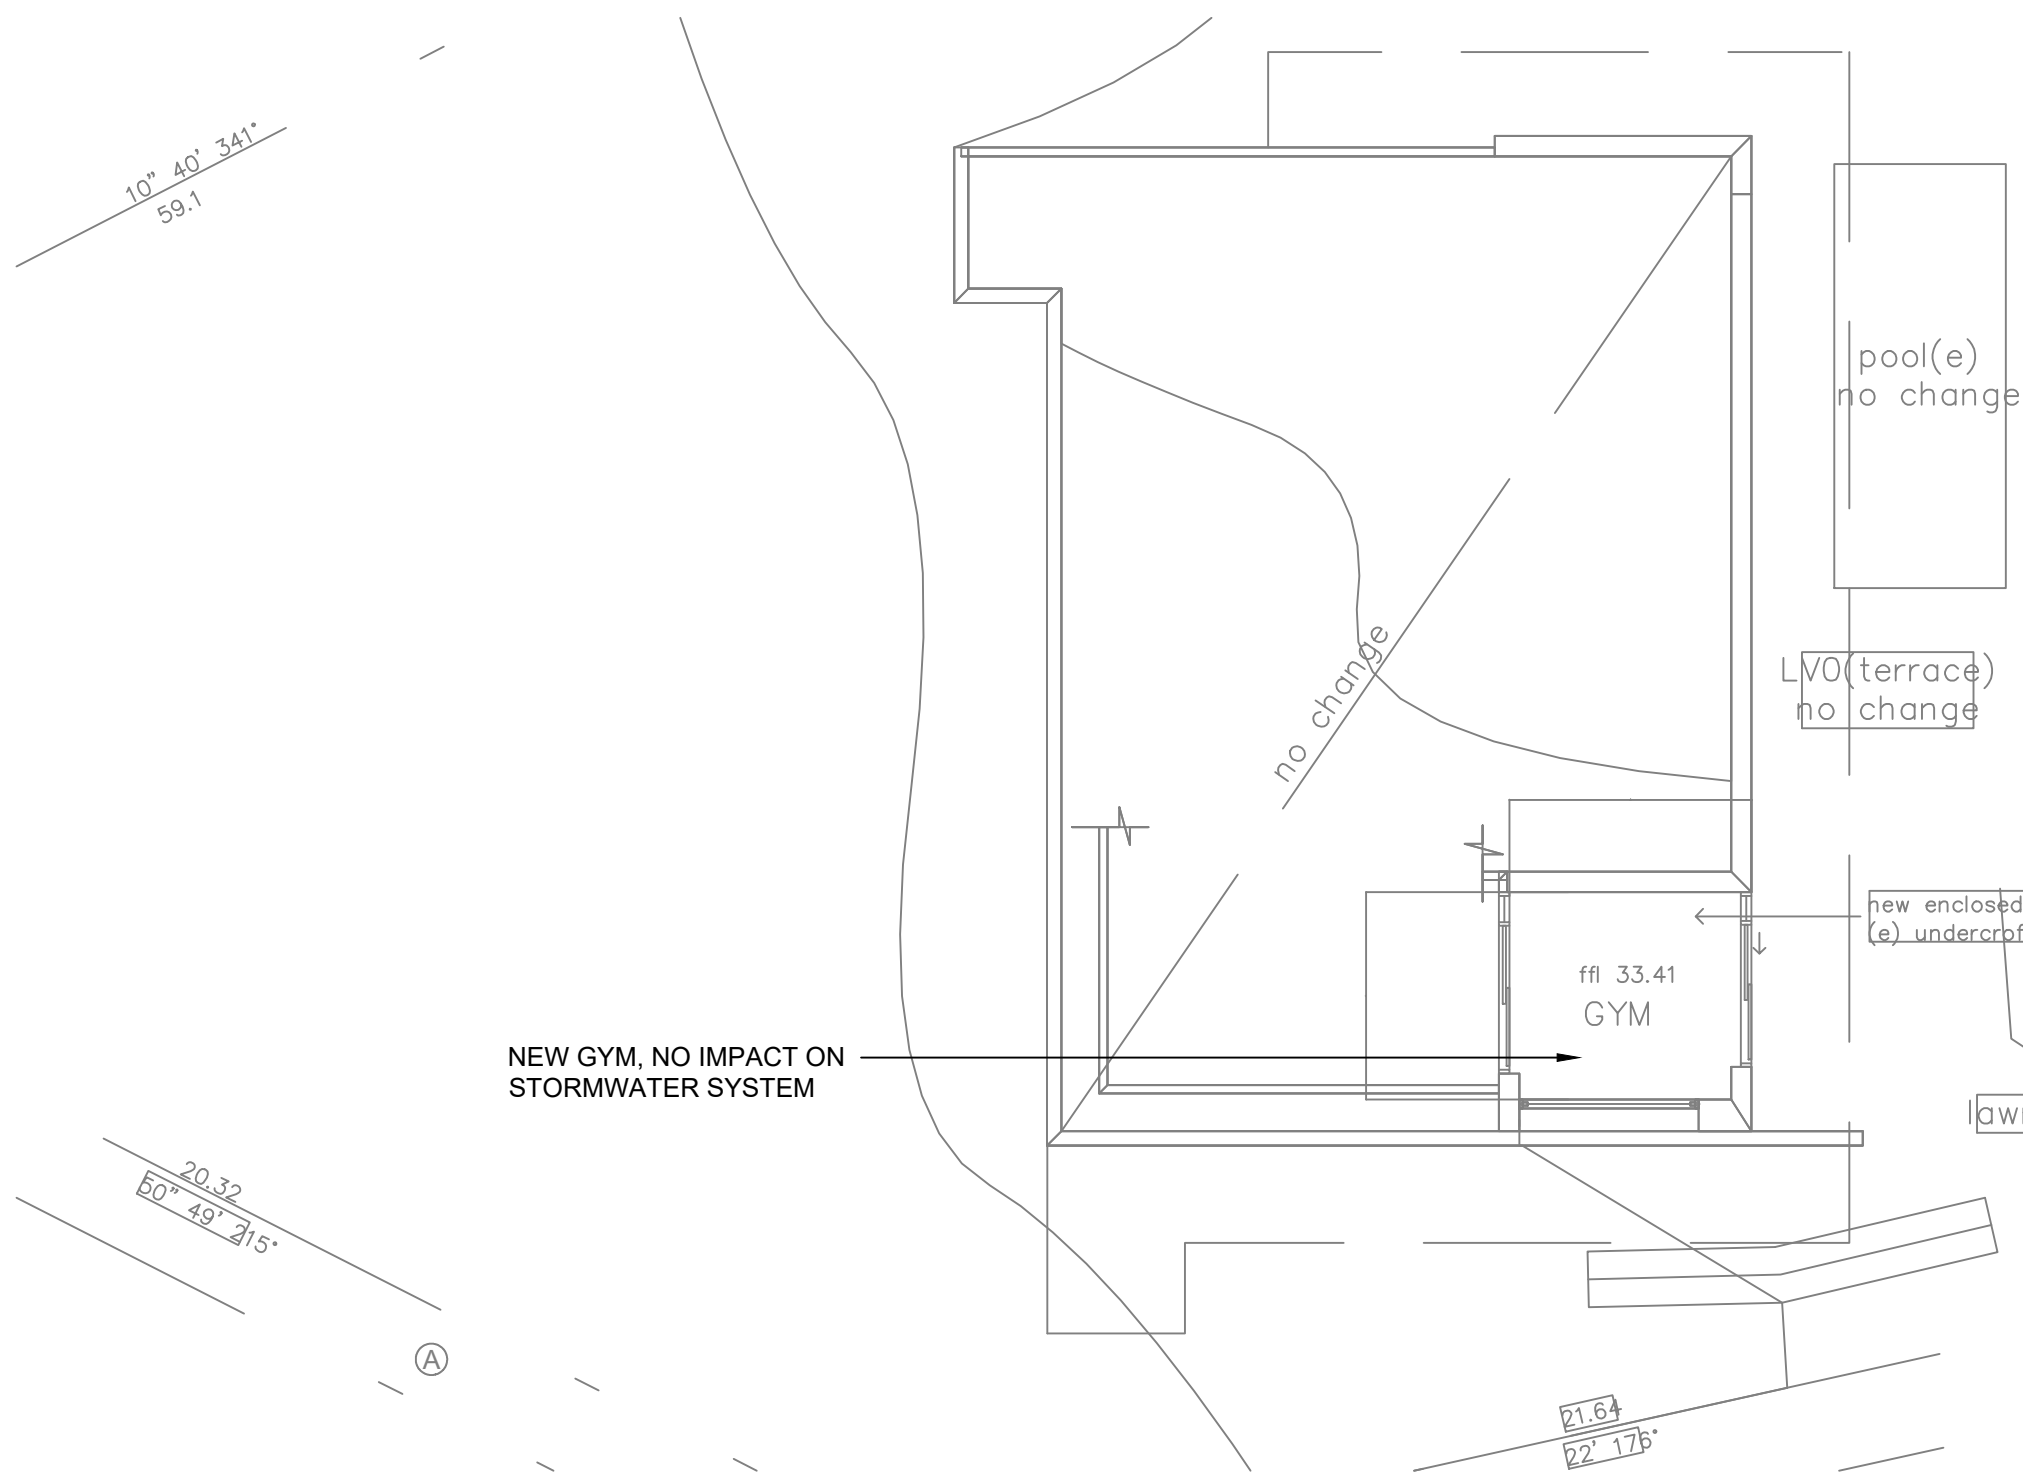 10” 40’ 341°
59.1
pool(e)
no change
no change
LV0(terrace)
no change
new enclosed
(e) undercrof
ffl 33.41
GYM
NEW GYM, NO IMPACT ON
STORMWATER SYSTEM
20.32
50” 49’ 215°
A
21.64
22’ 176°